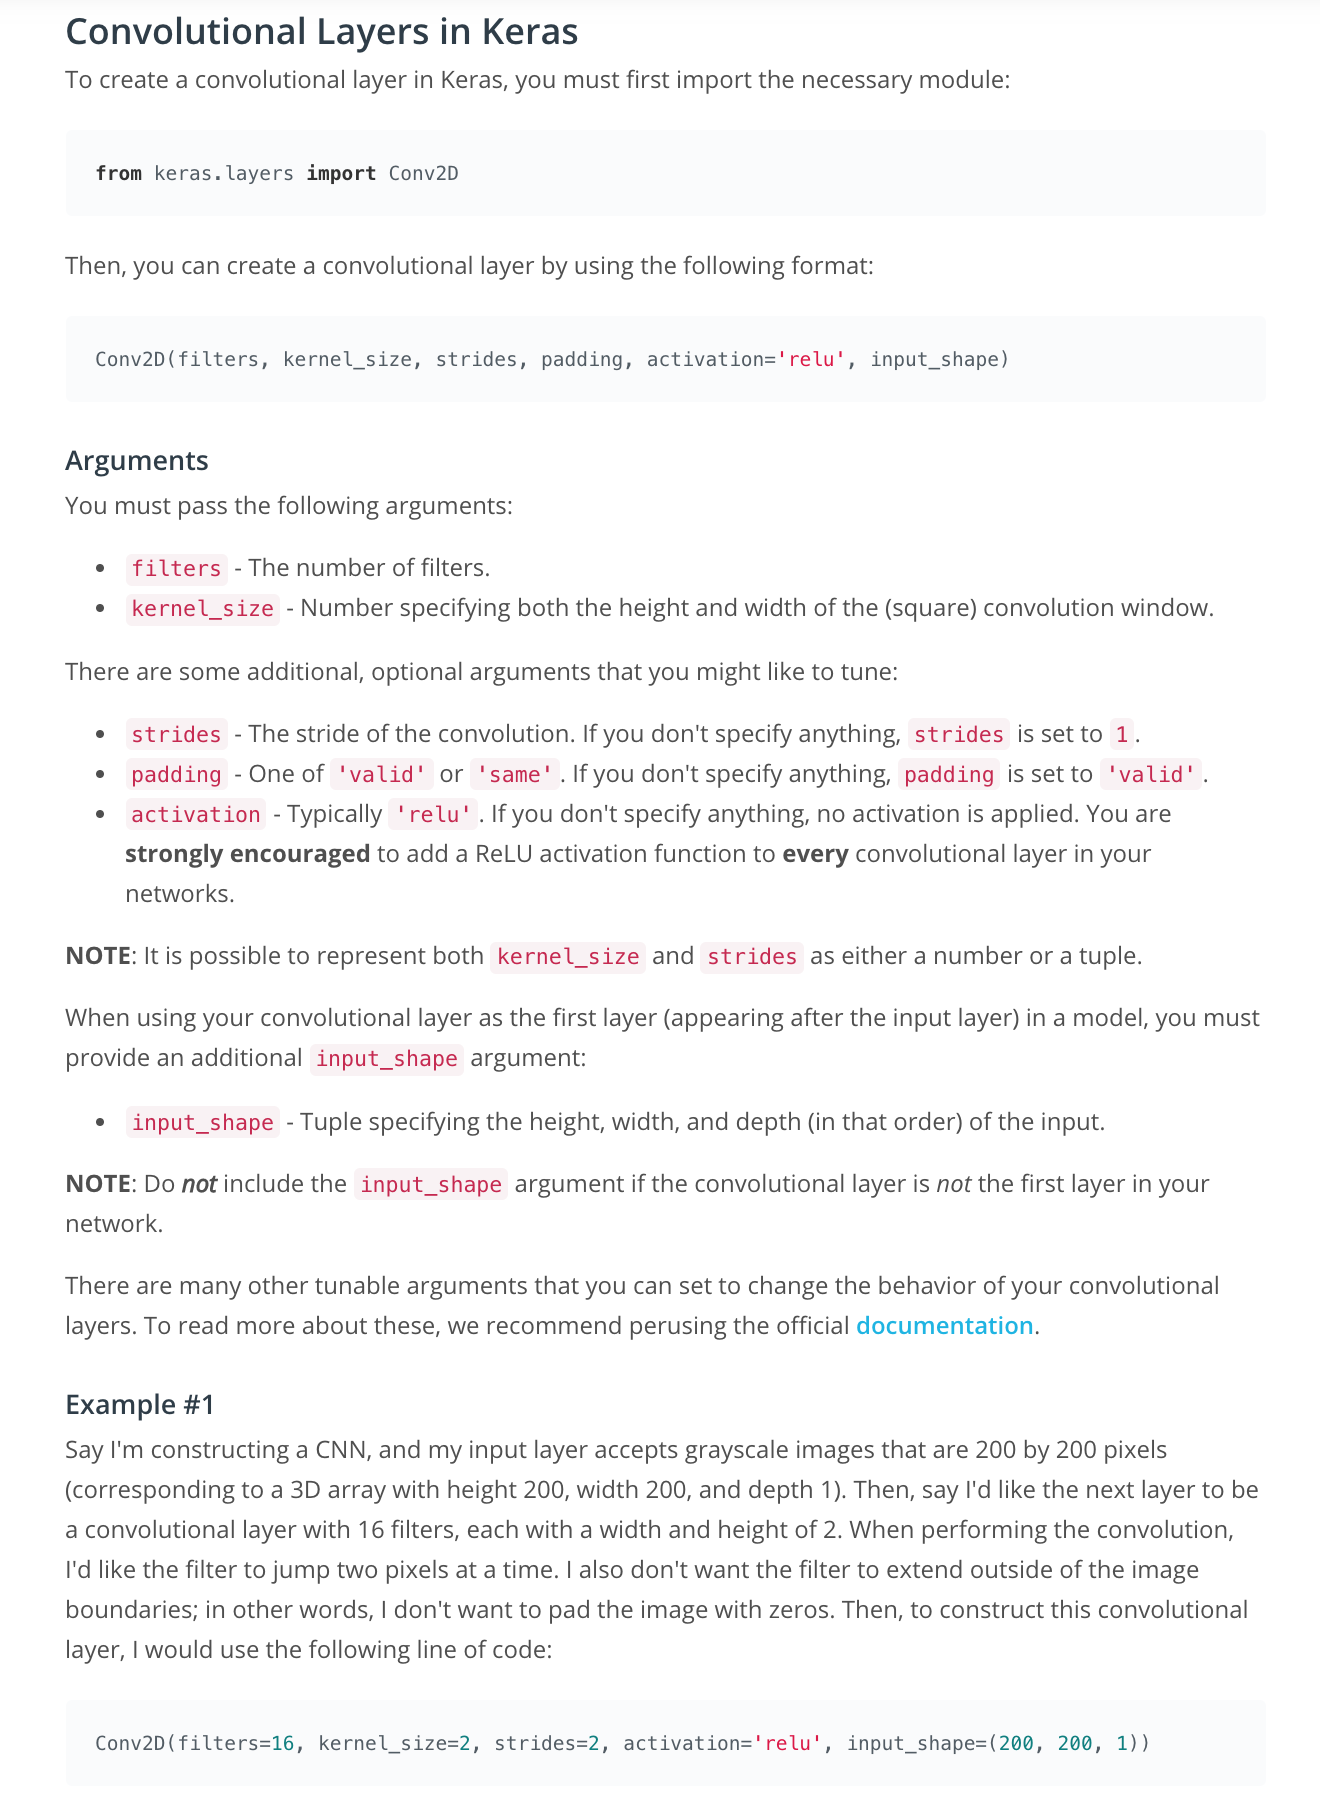 Convolutional Layers in Keras
To create a convolutional layer in Keras, you must first import the necessary module:
from keras.layers import Conv2D
Then, you can create a convolutional layer by using the following format:
Conv2D(filters, kernel_size, strides, padding, activation='relu', input_shape)
Arguments
You must pass the following arguments:
• filters - The number of filters.
• kernel_size - Number specifying both the height and width of the (square) convolution window.
There are some additional, optional arguments that you might like to tune:
• strides - The stride of the convolution. If you don't specify anything, strides is set to 1.
• padding - One of 'valid' or 'same'. If you don't specify anything, padding is set to 'valid'.
• activation - Typically 'relu'. If you don't specify anything, no activation is applied. You are
strongly encouraged to add a ReLU activation function to every convolutional layer in your
networks.
NOTE: It is possible to represent both kernel_size and strides as either a number or a tuple.
When using your convolutional layer as the first layer (appearing after the input layer) in a model, you must
provide an additional input_shape argument:
• input_shape - Tuple specifying the height, width, and depth (in that order) of the input.
NOTE: Do not include the input_shape argument if the convolutional layer is not the first layer in your
network.
There are many other tunable arguments that you can set to change the behavior of your convolutional
layers. To read more about these, we recommend perusing the official documentation.
Example #1
Say I'm constructing a CNN, and my input layer accepts grayscale images that are 200 by 200 pixels
(corresponding to a 3D array with height 200, width 200, and depth 1). Then, say I'd like the next layer to be
a convolutional layer with 16 filters, each with a width and height of 2. When performing the convolution,
I'd like the filter to jump two pixels at a time. I also don't want the filter to extend outside of the image
boundaries; in other words, I don't want to pad the image with zeros. Then, to construct this convolutional
layer, I would use the following line of code:
Conv2D(filters=16, kernel_size=2, strides=2, activation='relu', input_shape=(200, 200, 1))